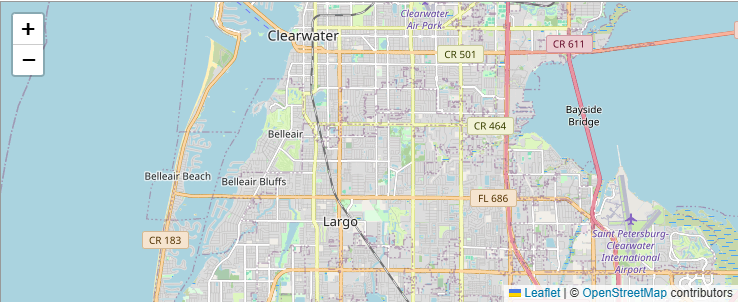 +
−
Clearwater
Clearwater
Air Park
CR 501
CR 611
Bayside
Bridge
CR 464
Belleair
Belleair Beach
Belleair Bluffs
FL 686
Largo
CR 183
Saint Petersburg-
Clearwater
International
Airport
Leaflet | © OpenStreetMap contributors